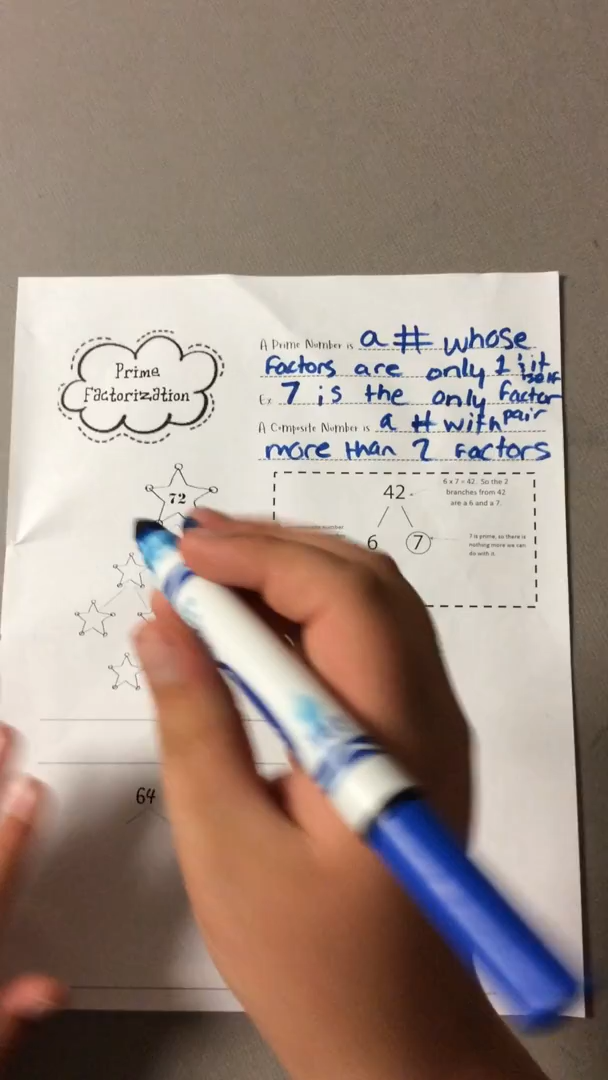 Prime
Factorization
A Prime Number is a # whose
factors are only 1 & itself
Ex. 7 is the only factor
pair
A Composite Number is a # with
more than 2 factors
72
42
6 x 7 = 42. So the 2
branches from 42
are a 6 and a 7.
6
7
7 is prime, so there is
nothing more we can
do with it.
number
64